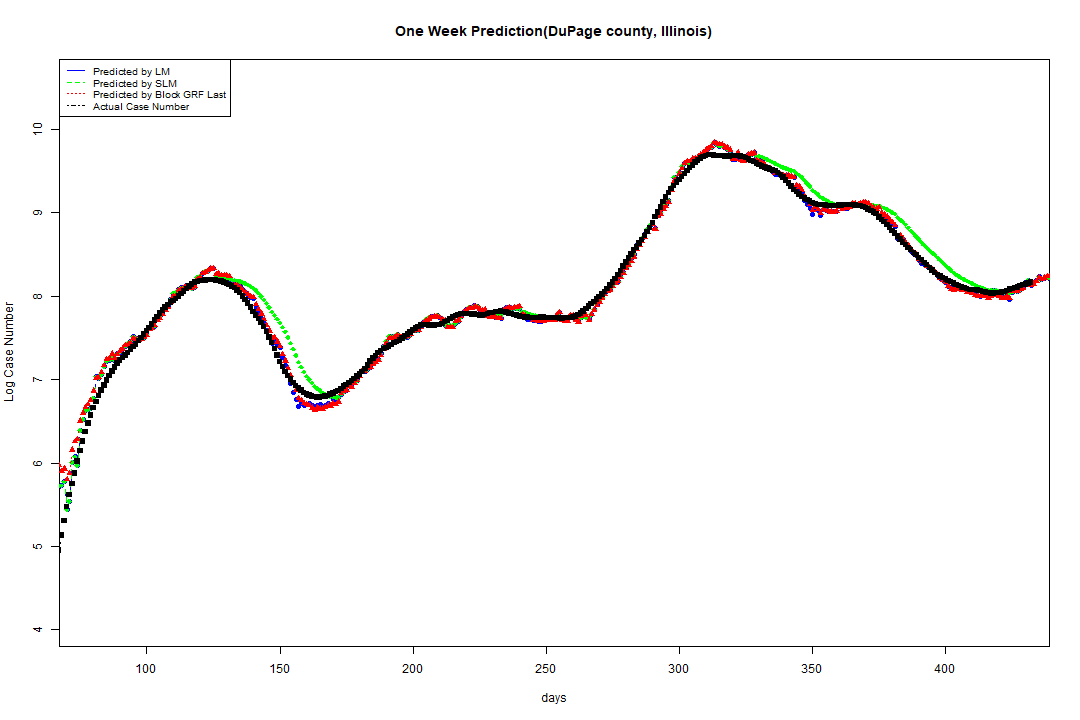 One Week Prediction(DuPage county, Illinois)
Predicted by LM
Predicted by SLM
Predicted by Block GRF Last
Actual Case Number
10
9
8
7
6
5
4
Log Case Number
100 150 200 250 300 350 400
days